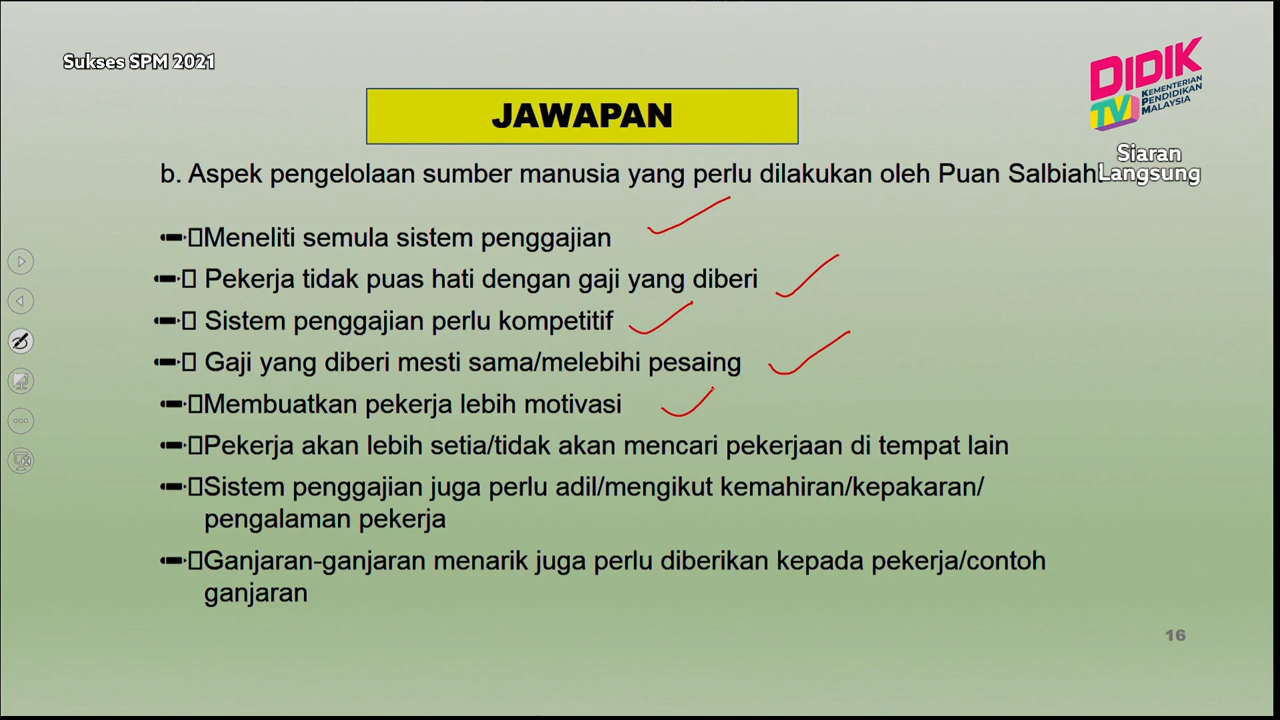 Sukses SPM 2021
DIDIK
TV
KEMENTERIAN
PENDIDIKAN
MALAYSIA
Siaran
Langsung
JAWAPAN
b. Aspek pengelolaan sumber manusia yang perlu dilakukan oleh Puan Salbiah.
Meneliti semula sistem penggajian
Pekerja tidak puas hati dengan gaji yang diberi
Sistem penggajian perlu kompetitif
Gaji yang diberi mesti sama/melebihi pesaing
Membuatkan pekerja lebih motivasi
Pekerja akan lebih setia/tidak akan mencari pekerjaan di tempat lain
Sistem penggajian juga perlu adil/mengikut kemahiran/kepakaran/
pengalaman pekerja
Ganjaran-ganjaran menarik juga perlu diberikan kepada pekerja/contoh
ganjaran
16